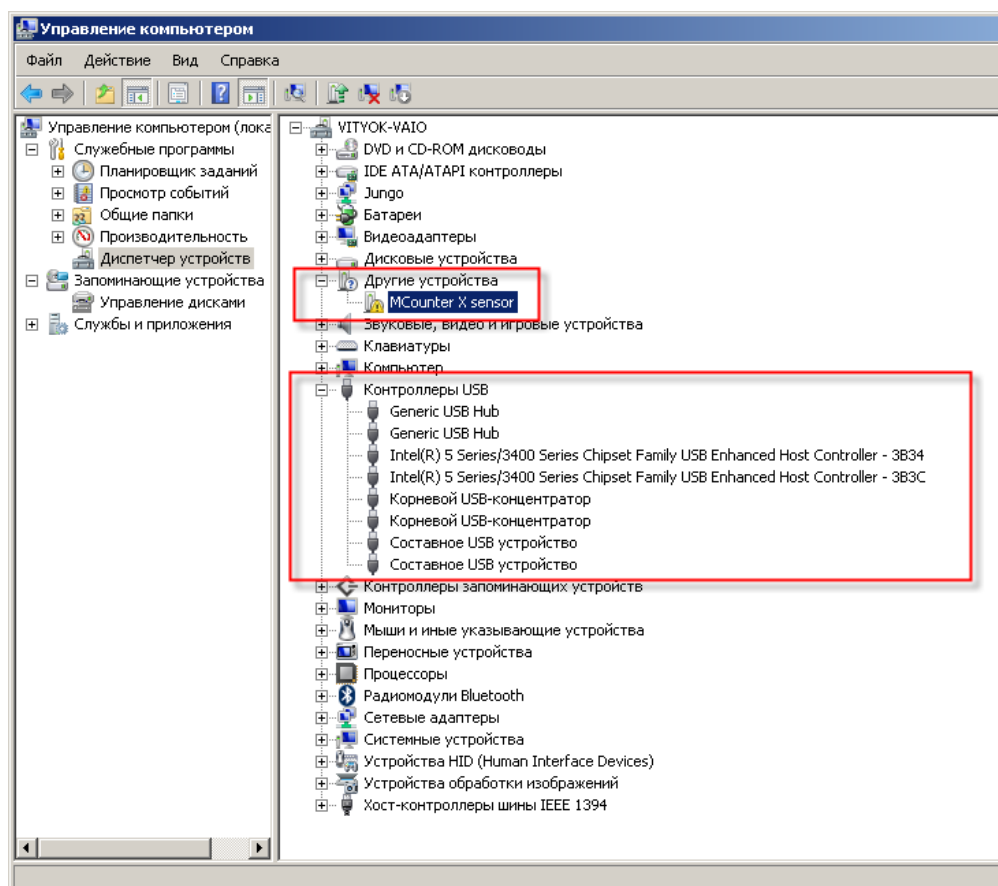 Управление компьютером
Файл Действие Вид Справка
Управление компьютером (лока
Служебные программы
Планировщик заданий
Просмотр событий
Общие папки
Производительность
Диспетчер устройств
Запоминающие устройства
Управление дисками
Службы и приложения
VITYOK-VAIO
DVD и CD-ROM дисководы
IDE ATA/ATAPI контроллеры
Jungo
Батареи
Видеоадаптеры
Дисковые устройства
Другие устройства
MCounter X sensor
Звуковые, видео и игровые устройства
Клавиатуры
Компьютер
Контроллеры USB
Generic USB Hub
Generic USB Hub
Intel(R) 5 Series/3400 Series Chipset Family USB Enhanced Host Controller - 3B34
Intel(R) 5 Series/3400 Series Chipset Family USB Enhanced Host Controller - 3B3C
Корневой USB-концентратор
Корневой USB-концентратор
Составное USB устройство
Составное USB устройство
Контроллеры запоминающих устройств
Мониторы
Мыши и иные указывающие устройства
Переносные устройства
Процессоры
Радиомодули Bluetooth
Сетевые адаптеры
Системные устройства
Устройства HID (Human Interface Devices)
Устройства обработки изображений
Хост-контроллеры шины IEEE 1394